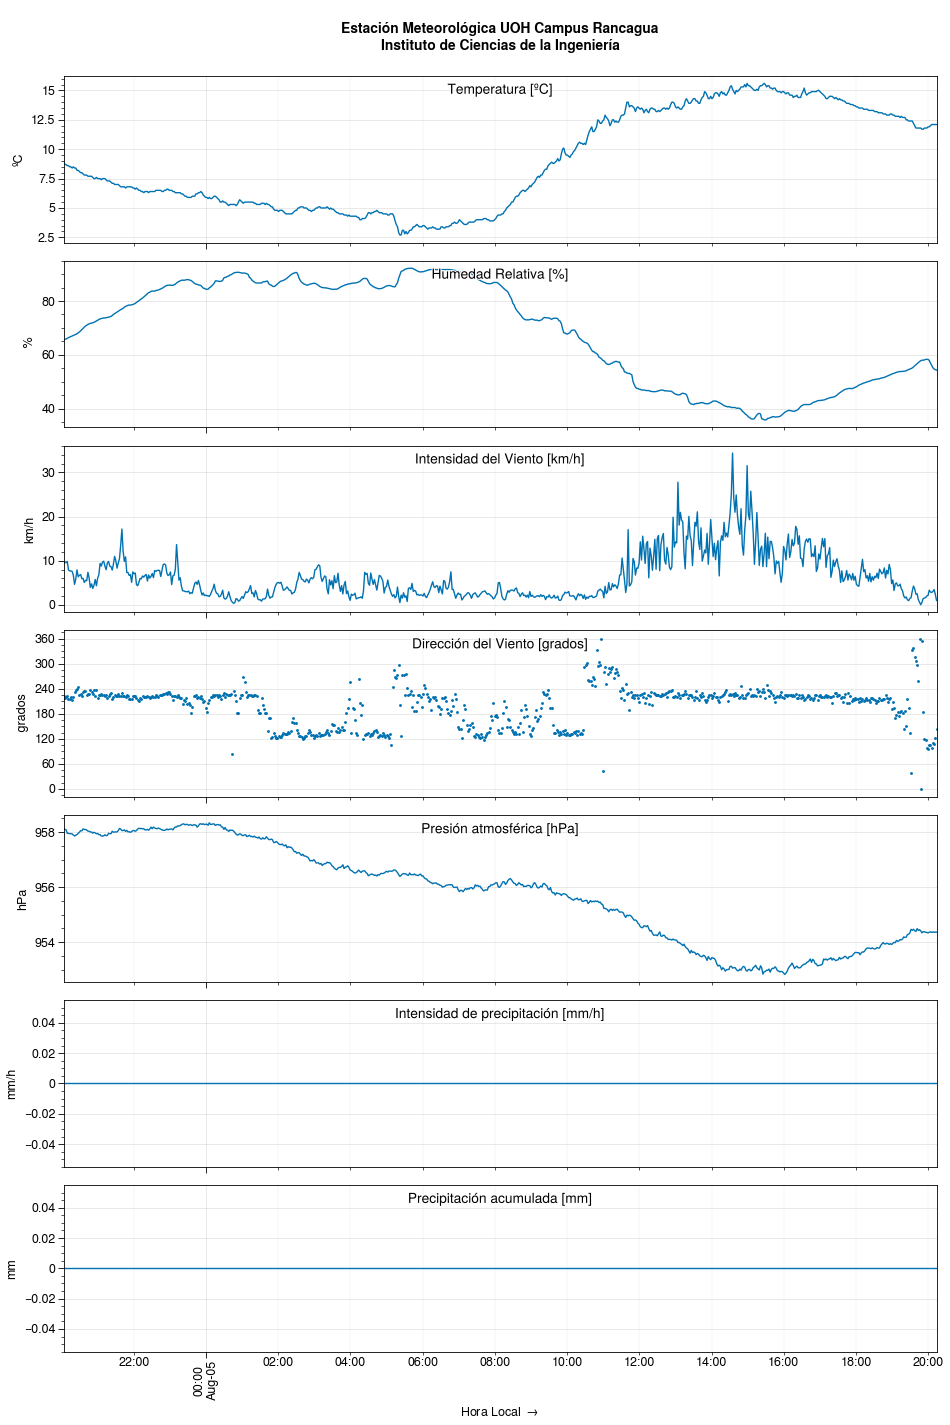 Estación Meteorológica UOH Campus Rancagua
Instituto de Ciencias de la Ingeniería
Temperatura [ºC]
ºC
15
12.5
10
7.5
5
2.5
Humedad Relativa [%]
%
80
60
40
Intensidad del Viento [km/h]
km/h
30
20
10
0
Dirección del Viento [grados]
grados
360
300
240
180
120
60
0
Presión atmosférica [hPa]
hPa
958
956
954
Intensidad de precipitación [mm/h]
mm/h
0.04
0.02
0
−0.02
−0.04
Precipitación acumulada [mm]
mm
0.04
0.02
0
−0.02
−0.04
22:00
00:00
Aug-05
02:00
04:00
06:00
08:00
10:00
12:00
14:00
16:00
18:00
20:00
Hora Local →